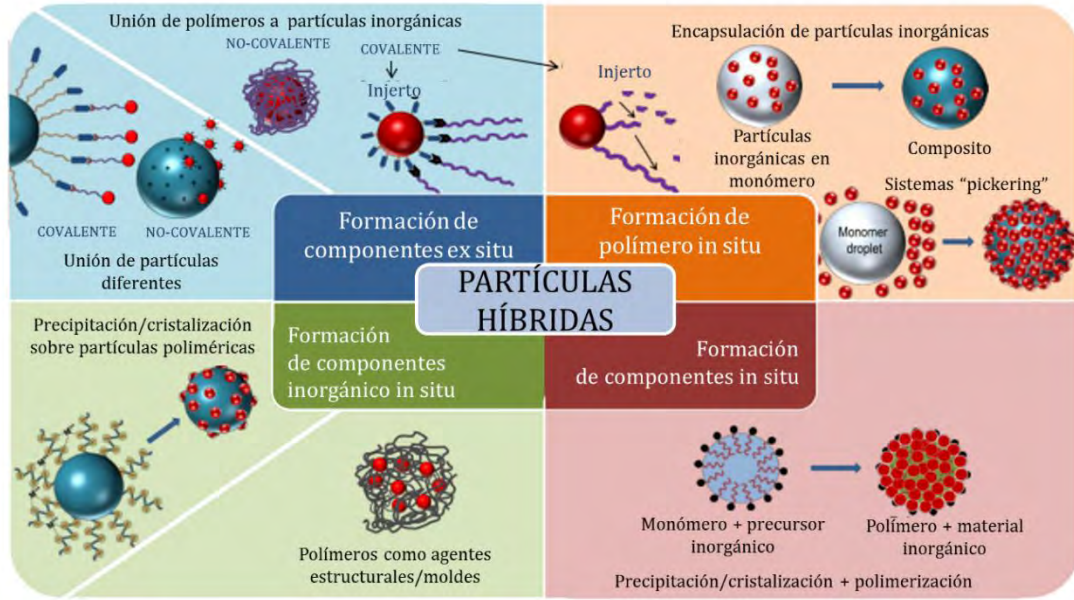 Unión de polímeros a partículas inorgánicas
NO-COVALENTE
COVALENTE
Injerto
COVALENTE
NO-COVALENTE
Unión de partículas
diferentes
Formación de
componentes ex situ
Encapsulación de partículas inorgánicas
Injerto
Partículas
inorgánicas en
monómero
Composito
Sistemas "pickering"
Monomer
droplet
Formación de
polímero in situ
PARTÍCULAS
HÍBRIDAS
Precipitación/cristalización
sobre partículas poliméricas
Formación
de componentes
inorgánico in situ
Polímeros como agentes
estructurales/moldes
Formación
de componentes in situ
Monómero + precursor
inorgánico
Polímero + material
inorgánico
Precipitación/cristalización + polimerización